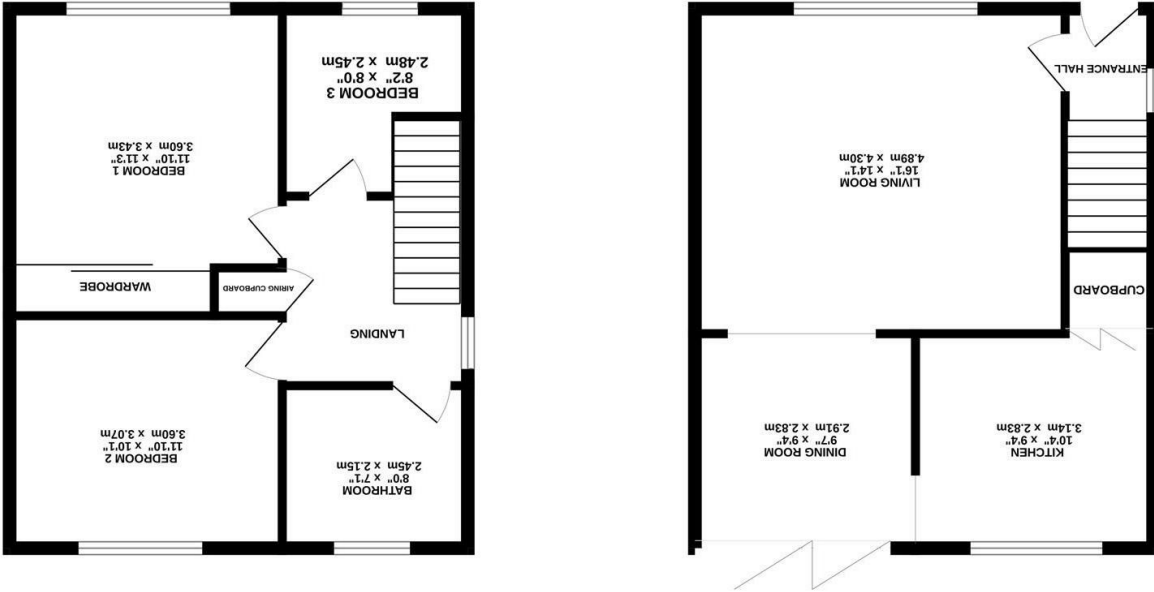 KITCHEN
10'4" x 9'4"
3.14m x 2.83m
DINING ROOM
9'7" x 9'4"
2.91m x 2.83m
CUPBOARD
LIVING ROOM
16'1" x 14'1"
4.89m x 4.30m
ENTRANCE HALL
BATHROOM
8'0" x 7'1"
2.45m x 2.15m
BEDROOM 2
11'10" x 10'1"
3.60m x 3.07m
LANDING
AIRING CUPBOARD
WARDROBE
BEDROOM 1
11'10" x 11'3"
3.60m x 3.43m
BEDROOM 3
8'2" x 8'0"
2.48m x 2.45m